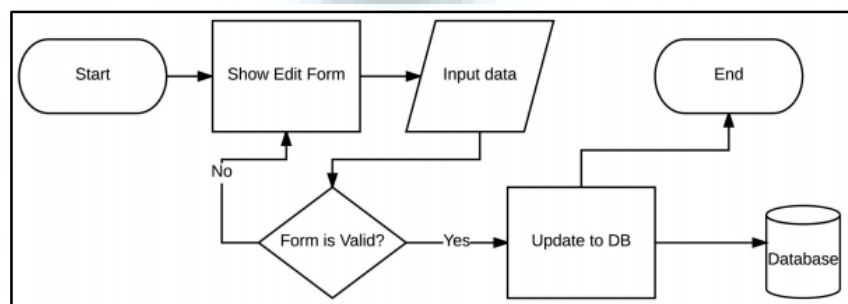 Start
Show Edit Form
Input data
End
No
Form is Valid?
Yes
Update to DB
Database